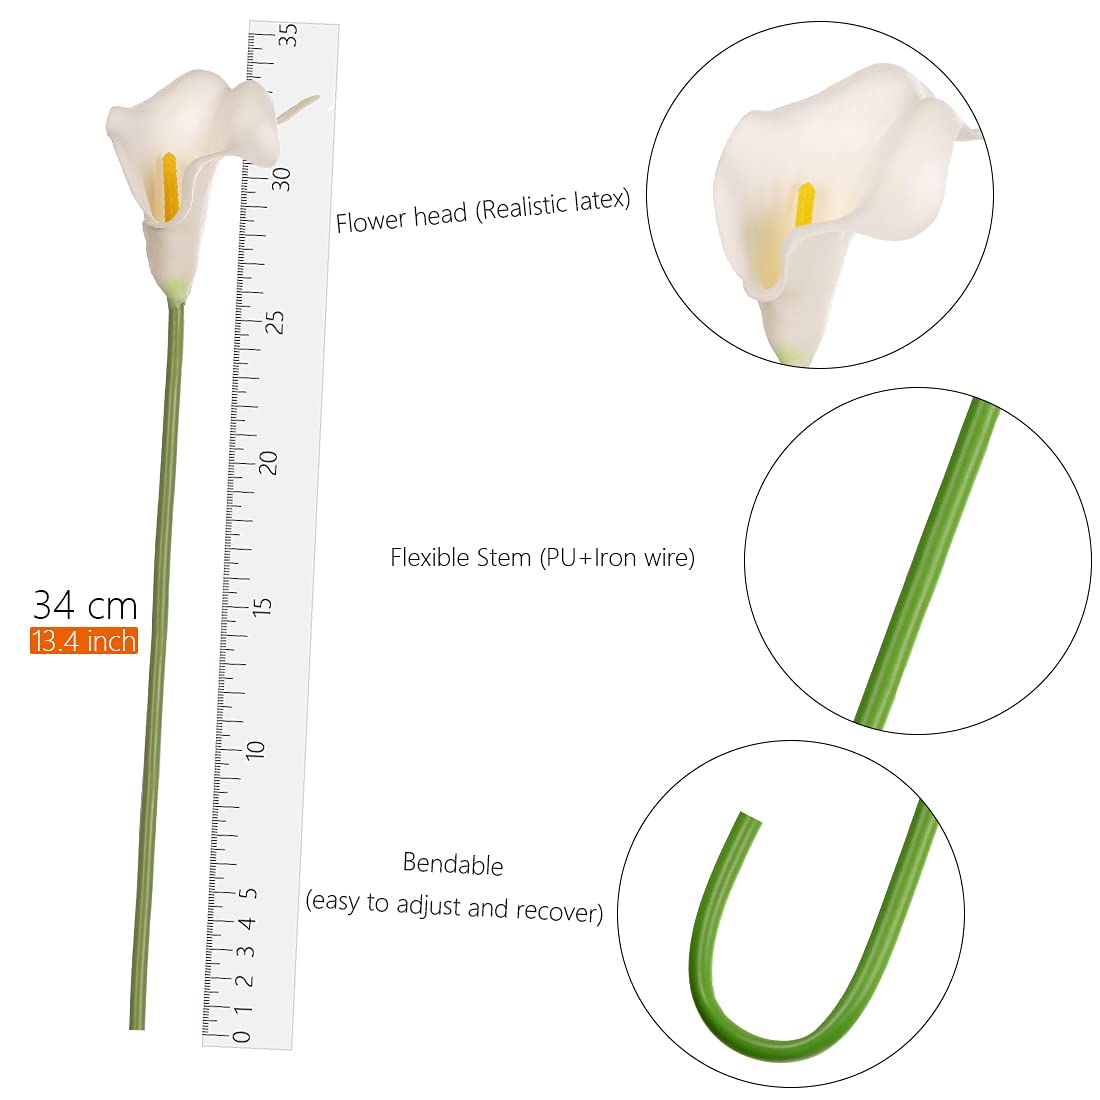 35
30
25
20
15
10
5
4
3
2
1
0
34 cm
13.4 inch
Flower head (Realistic latex)
Flexible Stem (PU+Iron wire)
Bendable
(easy to adjust and recover)